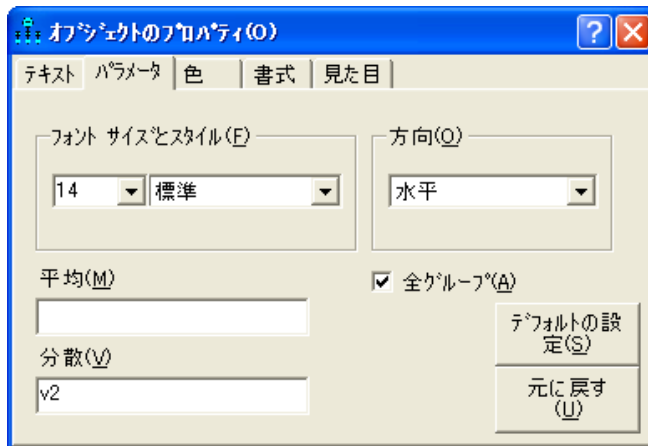 ｵﾌﾞｼﾞｪｸﾄのﾌﾟﾛﾊﾟﾃｨ(O)
テキスト ﾊﾟﾗﾒｰﾀ 色 書式 見た目
ﾌｫﾝﾄ ｻｲｽﾞとｽﾀｲﾙ(F)
方向(O)
14 標準
水平
平均(M)
全ｸﾞﾙｰﾌﾟ(A)
ﾃﾞﾌｫﾙﾄの設
定(S)
分散(V)
v2
元に戻す
(U)